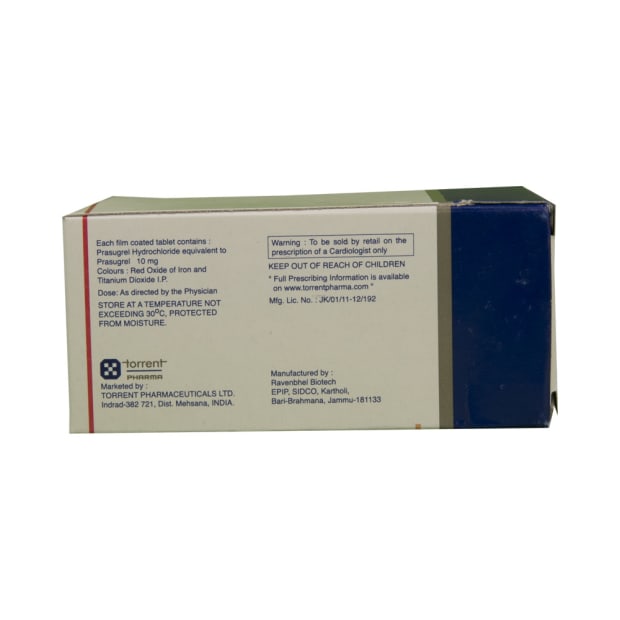 Each film coated tablet contains :
Prasugrel Hydrochloride equivalent to
Prasugrel 10 mg
Colours : Red Oxide of Iron and
Titanium Dioxide I.P.
Dose: As directed by the Physician
STORE AT A TEMPERATURE NOT
EXCEEDING 30°C, PROTECTED
FROM MOISTURE.
torrent
PHARMA
Marketed by :
TORRENT PHARMACEUTICALS LTD.
Indrad-382 721, Dist. Mehsana, INDIA.
Warning : To be sold by retail on the
prescription of a Cardiologist only
KEEP OUT OF REACH OF CHILDREN
" Full Prescribing Information is available
on www.torrentpharma.com "
Mfg. Lic. No. : JK/01/11-12/192
Manufactured by :
Ravenbhel Biotech
EPIP, SIDCO, Kartholi,
Bari-Brahmana, Jammu-181133